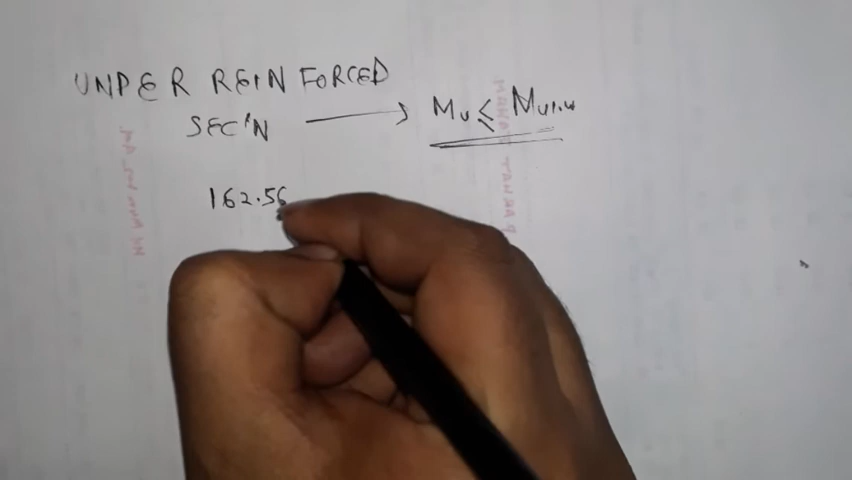 UNDER REINFORCED
SEC'N → Mu ≤ Mulim
162.56